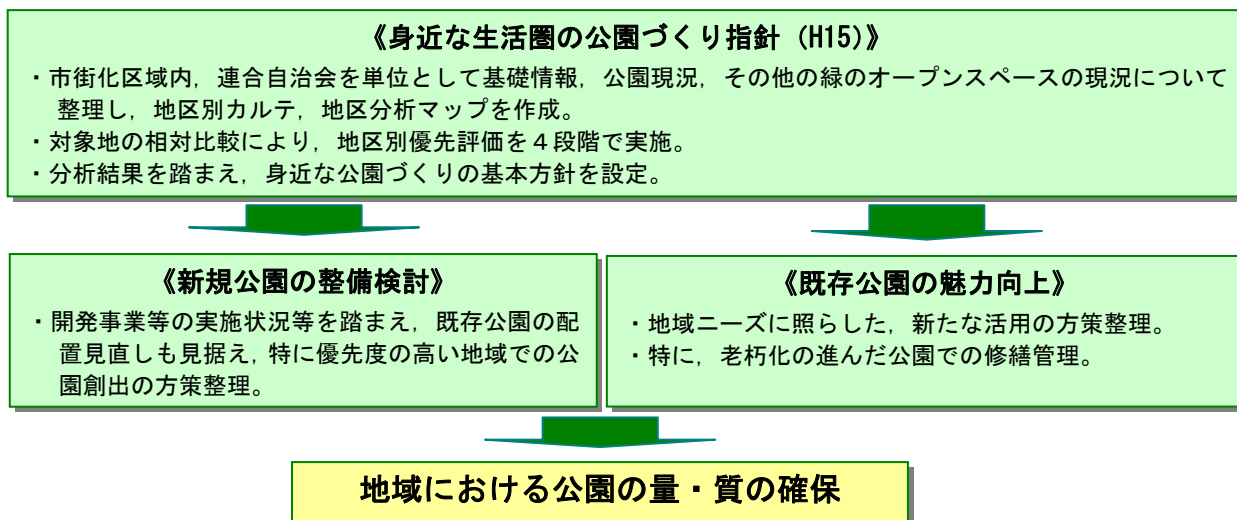 《身近な生活圏の公園づくり指針（H15）》
・市街化区域内，連合自治会を単位として基礎情報，公園現況，その他の緑のオープンスペースの現況について
整理し，地区別カルテ，地区分析マップを作成。
・対象地の相対比較により，地区別優先評価を４段階で実施。
・分析結果を踏まえ，身近な公園づくりの基本方針を設定。
《新規公園の整備検討》
・開発事業等の実施状況等を踏まえ，既存公園の配
置見直しも見据え，特に優先度の高い地域での公
園創出の方策整理。
《既存公園の魅力向上》
・地域ニーズに照らした，新たな活用の方策整理。
・特に，老朽化の進んだ公園での修繕管理。
地域における公園の量・質の確保